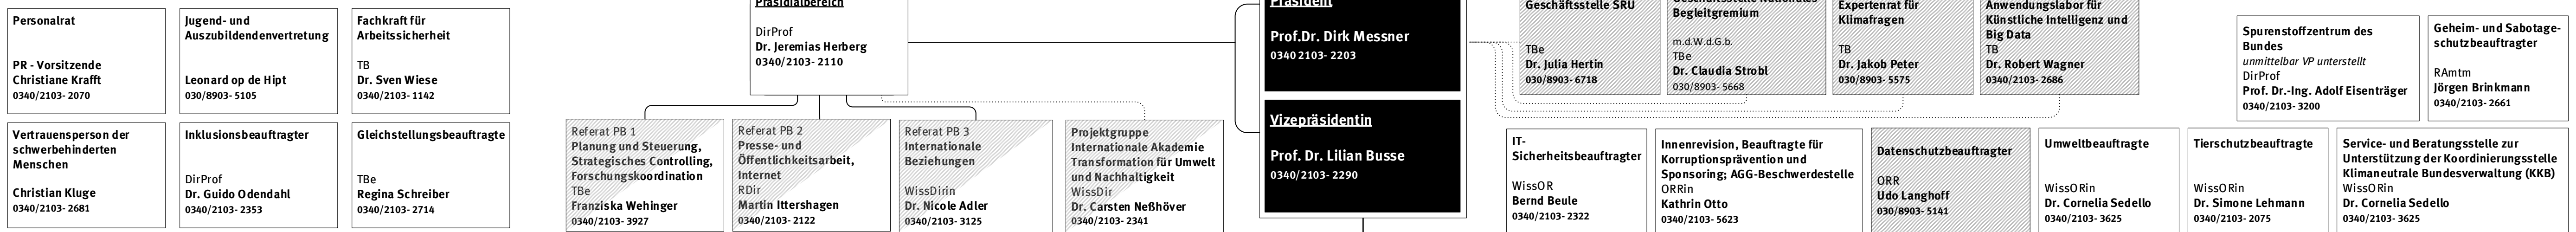 Personalrat
PR - Vorsitzende
Christiane Krafft
0340/2103- 2070
Jugend- und
Auszubildendenvertretung
Leonard op de Hipt
030/8903- 5105
Fachkraft für
Arbeitssicherheit
TB
Dr. Sven Wiese
0340/2103- 1142
Vertrauensperson der
schwerbehinderten
Menschen
Christian Kluge
0340/2103- 2681
Inklusionsbeauftragter
DirProf
Dr. Guido Odendahl
0340/2103- 2353
Gleichstellungsbeauftragte
TBe
Regina Schreiber
0340/2103- 2714
Präsidialbereich
DirProf
Dr. Jeremias Herberg
0340/2103- 2110
Referat PB 1
Planung und Steuerung,
Strategisches Controlling,
Forschungskoordination
TBe
Franziska Wehinger
0340/2103- 3927
Referat PB 2
Presse- und
Öffentlichkeitsarbeit,
Internet
RDir
Martin Ittershagen
0340/2103- 2122
Referat PB 3
Internationale
Beziehungen
WissDirin
Dr. Nicole Adler
0340/2103- 3125
Projektgruppe
Internationale Akademie
Transformation für Umwelt
und Nachhaltigkeit
WissDir
Dr. Carsten Neßhöver
0340/2103- 2341
Präsident
Prof.Dr. Dirk Messner
0340 2103- 2203
Vizepräsidentin
Prof. Dr. Lilian Busse
0340/2103- 2290
Geschäftsstelle SRU
TBe
Dr. Julia Hertin
030/8903- 6718
Geschäftsstelle Nationales
Begleitgremium
m.d.W.d.G.b.
TBe
Dr. Claudia Strobl
030/8903- 5668
Expertenrat für
Klimafragen
TB
Dr. Jakob Peter
030/8903- 5575
Anwendungslabor für
Künstliche Intelligenz und
Big Data
TB
Dr. Robert Wagner
0340/2103- 2686
Spurenstoffzentrum des
Bundes
unmittelbar VP unterstellt
DirProf
Prof. Dr.-Ing. Adolf Eisenträger
0340/2103- 3200
Geheim- und Sabotage-
schutzbeauftragter
RAmtm
Jörgen Brinkmann
0340/2103- 2661
IT-
Sicherheitsbeauftragter
WissOR
Bernd Beule
0340/2103- 2322
Innenrevision, Beauftragte für
Korruptionsprävention und
Sponsoring; AGG-Beschwerdestelle
ORRin
Kathrin Otto
0340/2103- 5623
Datenschutzbeauftragter
ORR
Udo Langhoff
030/8903- 5141
Umweltbeauftragte
WissORin
Dr. Cornelia Sedello
0340/2103- 3625
Tierschutzbeauftragte
WissORin
Dr. Simone Lehmann
0340/2103- 2075
Service- und Beratungsstelle zur
Unterstützung der Koordinierungsstelle
Klimaneutrale Bundesverwaltung (KKB)
WissORin
Dr. Cornelia Sedello
0340/2103- 3625